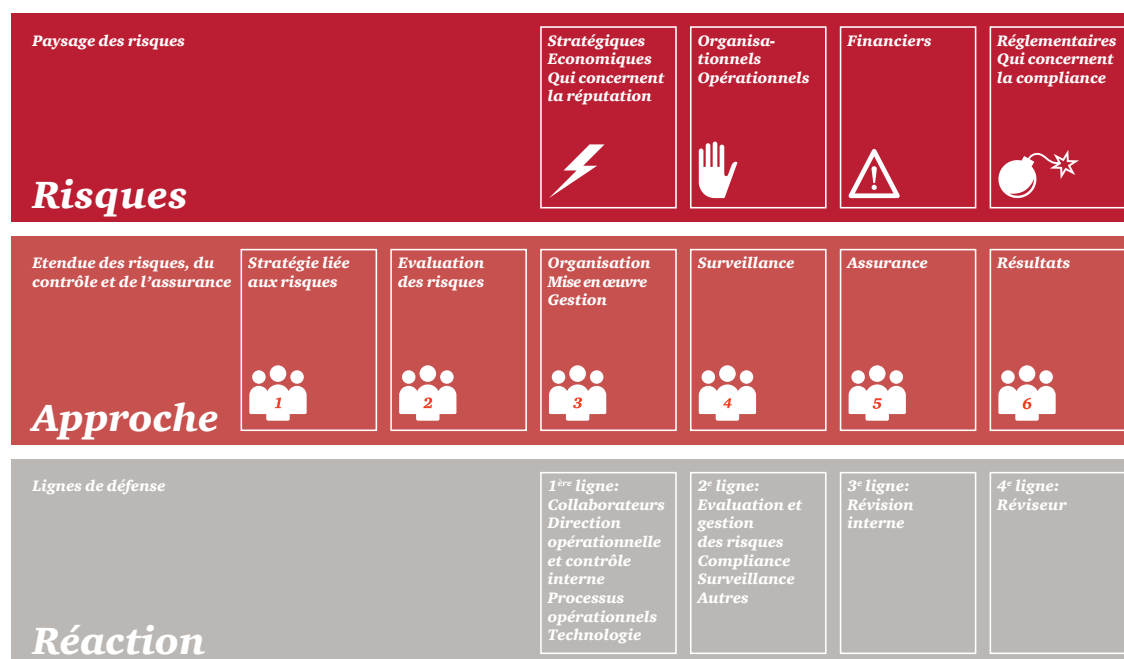 Paysage des risques
Risques
Stratégiques
Economiques
Qui concernent
la réputation
Organisa-
tionnels
Opérationnels
Financiers
Réglementaires
Qui concernent
la compliance
Etendue des risques, du
contrôle et de l'assurance
Approche
Stratégie liée
aux risques
1
Evaluation
des risques
2
Organisation
Mise en œuvre
Gestion
3
Surveillance
4
Assurance
5
Résultats
6
Lignes de défense
Réaction
1ère ligne:
Collaborateurs
Direction
opérationnelle
et contrôle
interne
Processus
opérationnels
Technologie
2e ligne:
Evaluation et
gestion
des risques
Compliance
Surveillance
Autres
3e ligne:
Révision
interne
4e ligne:
Réviseur